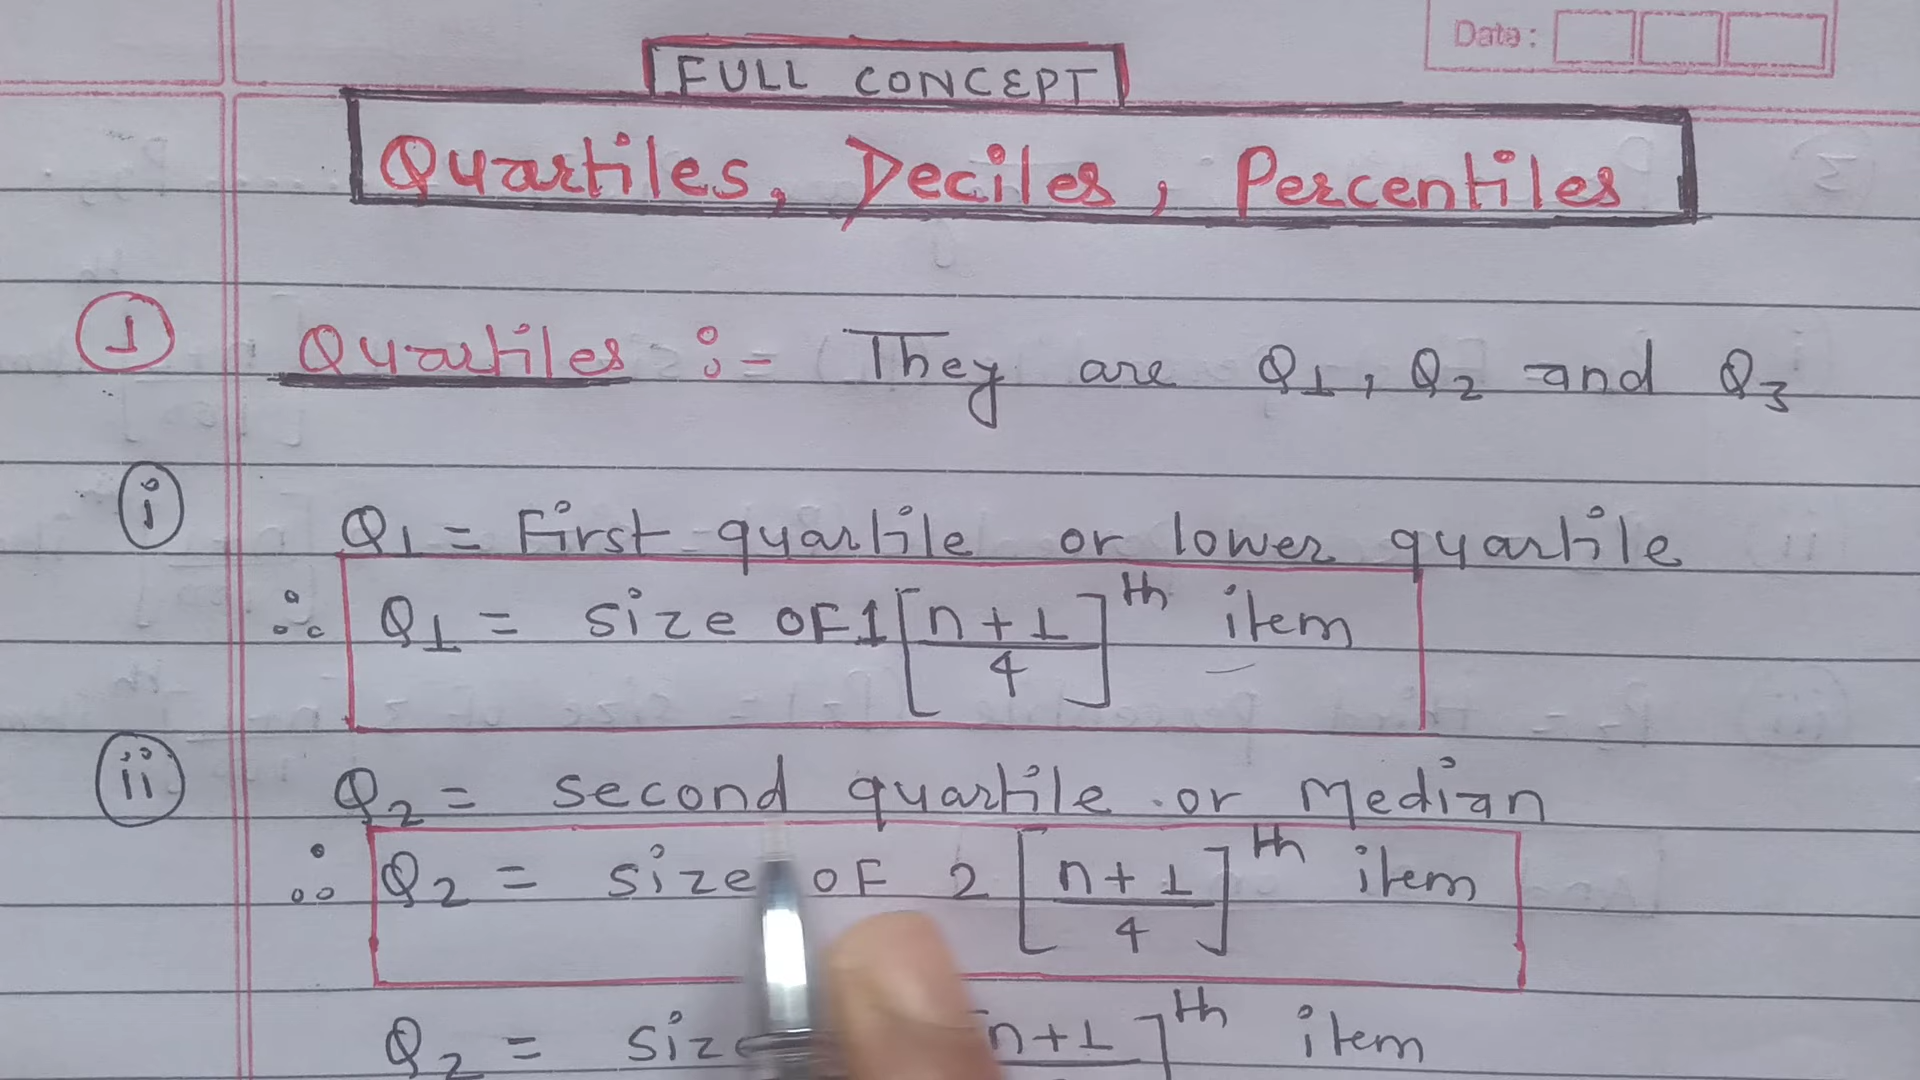 Date:
FULL CONCEPT
Quartiles, Deciles, Percentiles
1 Quartiles :- They are Q1, Q2 and Q3
i Q1 = First quartile or lower quartile
∴ Q1 = size of 1 [n+1/4]th item
ii Q2 = second quartile or Median
∴ Q2 = size of 2 [n+1/4]th item
Q2 = n+1 ]th item